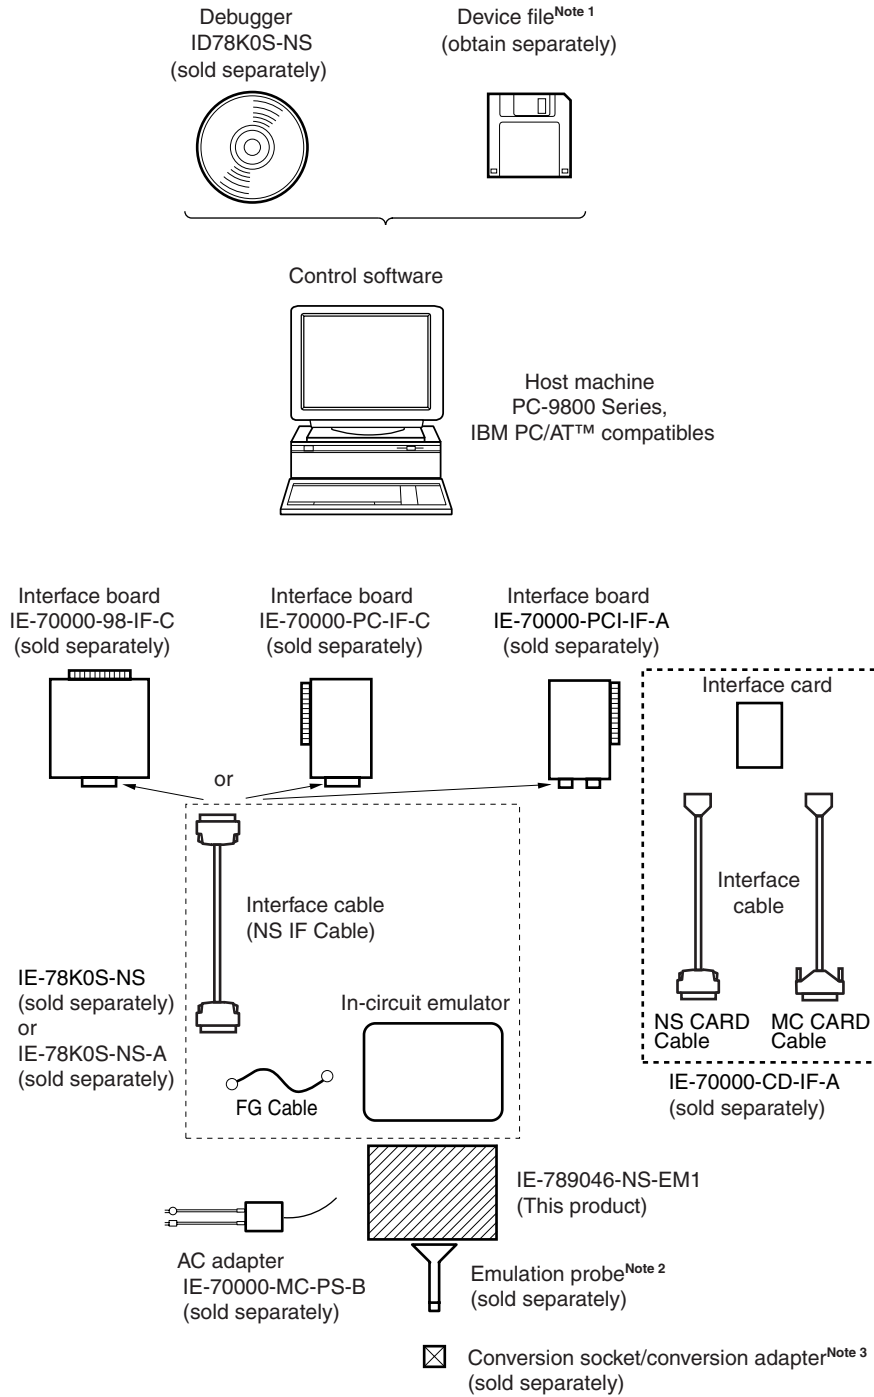 Debugger
ID78K0S-NS
(sold separately)
Device fileNote 1
(obtain separately)
Control software
Host machine
PC-9800 Series,
IBM PC/AT™ compatibles
Interface board
IE-70000-98-IF-C
(sold separately)
Interface board
IE-70000-PC-IF-C
(sold separately)
Interface board
IE-70000-PCI-IF-A
(sold separately)
Interface card
or
Interface
cable
Interface cable
(NS IF Cable)
IE-78K0S-NS
(sold separately)
or
IE-78K0S-NS-A
(sold separately)
In-circuit emulator
FG Cable
NS CARD
Cable
MC CARD
Cable
IE-70000-CD-IF-A
(sold separately)
IE-789046-NS-EM1
(This product)
AC adapter
IE-70000-MC-PS-B
(sold separately)
Emulation probeNote 2
(sold separately)
Conversion socket/conversion adapterNote 3
(sold separately)